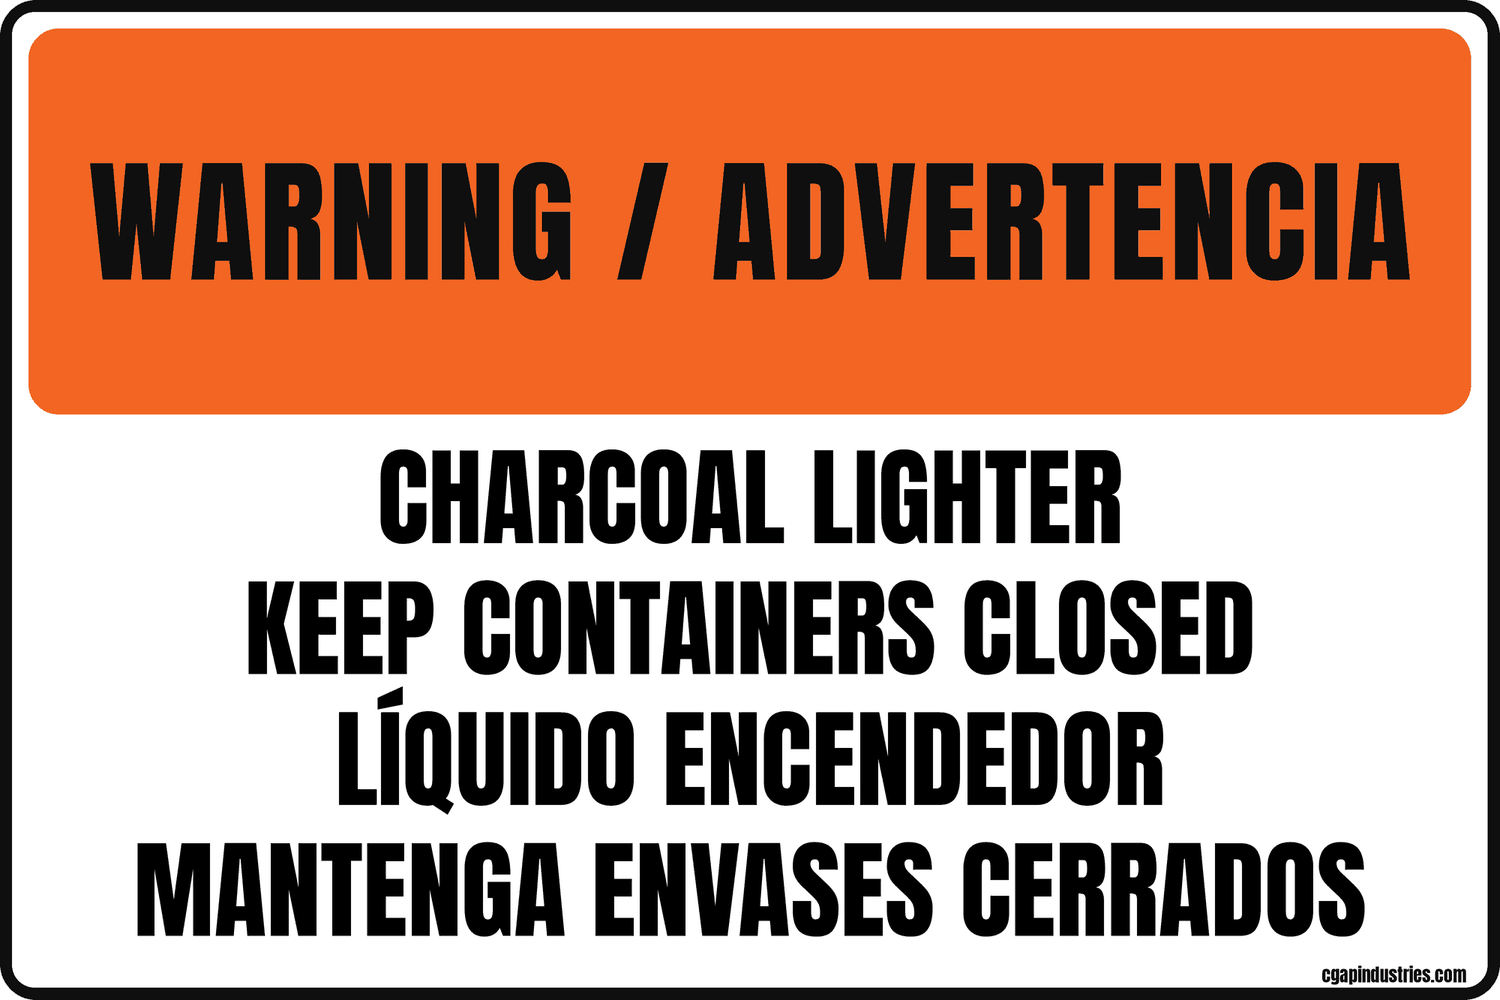 WARNING / ADVERTENCIA
CHARCOAL LIGHTER
KEEP CONTAINERS CLOSED
LÍQUIDO ENCENDEDOR
MANTENGA ENVASES CERRADOS
cgapindustries.com